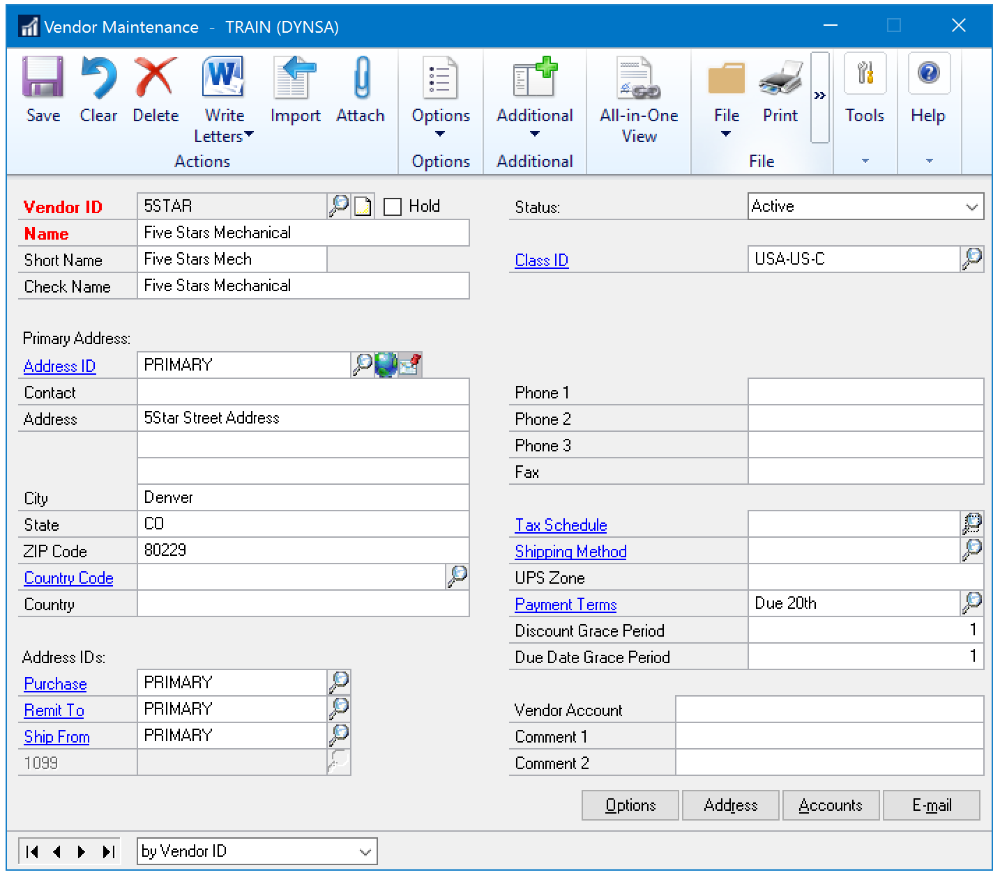 Vendor Maintenance - TRAIN (DYNSA)
Save Clear Delete Write Letters Import Attach Options Additional All-in-One View File Print » Tools Help
Actions Options Additional File
Vendor ID 5STAR Hold Status: Active
Name Five Stars Mechanical
Short Name Five Stars Mech Class ID USA-US-C
Check Name Five Stars Mechanical
Primary Address:
Address ID PRIMARY
Contact Phone 1
Address 5Star Street Address Phone 2
Phone 3
Fax
City Denver
State CO Tax Schedule
ZIP Code 80229 Shipping Method
Country Code UPS Zone
Country Payment Terms Due 20th
Discount Grace Period 1
Address IDs: Due Date Grace Period 1
Purchase PRIMARY
Remit To PRIMARY Vendor Account
Ship From PRIMARY Comment 1
1099 Comment 2
Options Address Accounts E-mail
by Vendor ID